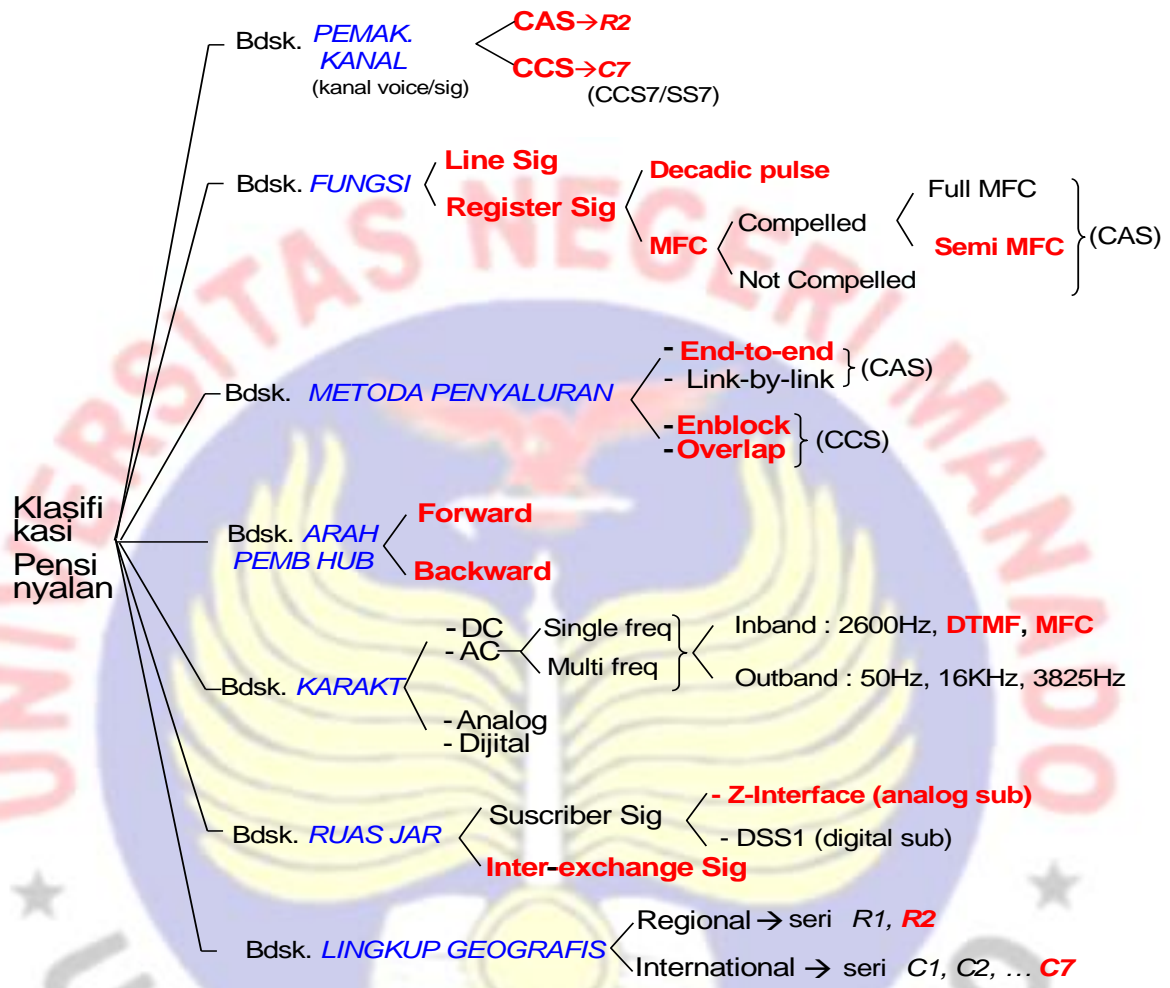 Klasifi
kasi
Pensi
nyalan
Bdsk. PEMAK.
KANAL
(kanal voice/sig)
CAS→R2
CCS→C7
(CCS7/SS7)
Bdsk. FUNGSI
Line Sig
Register Sig
Decadic pulse
MFC
Compelled
Not Compelled
Full MFC
Semi MFC
(CAS)
Bdsk. METODA PENYALURAN
- End-to-end
- Link-by-link
(CAS)
- Enblock
- Overlap
(CCS)
Bdsk. ARAH
PEMB HUB
Forward
Backward
Bdsk. KARAKT
- DC
- AC
Single freq
Multi freq
Inband : 2600Hz, DTMF, MFC
Outband : 50Hz, 16KHz, 3825Hz
- Analog
- Dijital
Bdsk. RUAS JAR
Suscriber Sig
- Z-Interface (analog sub)
- DSS1 (digital sub)
Inter-exchange Sig
Bdsk. LINGKUP GEOGRAFIS
Regional → seri R1, R2
International → seri C1, C2, … C7
UNIVERSITAS NEGERI MANADO